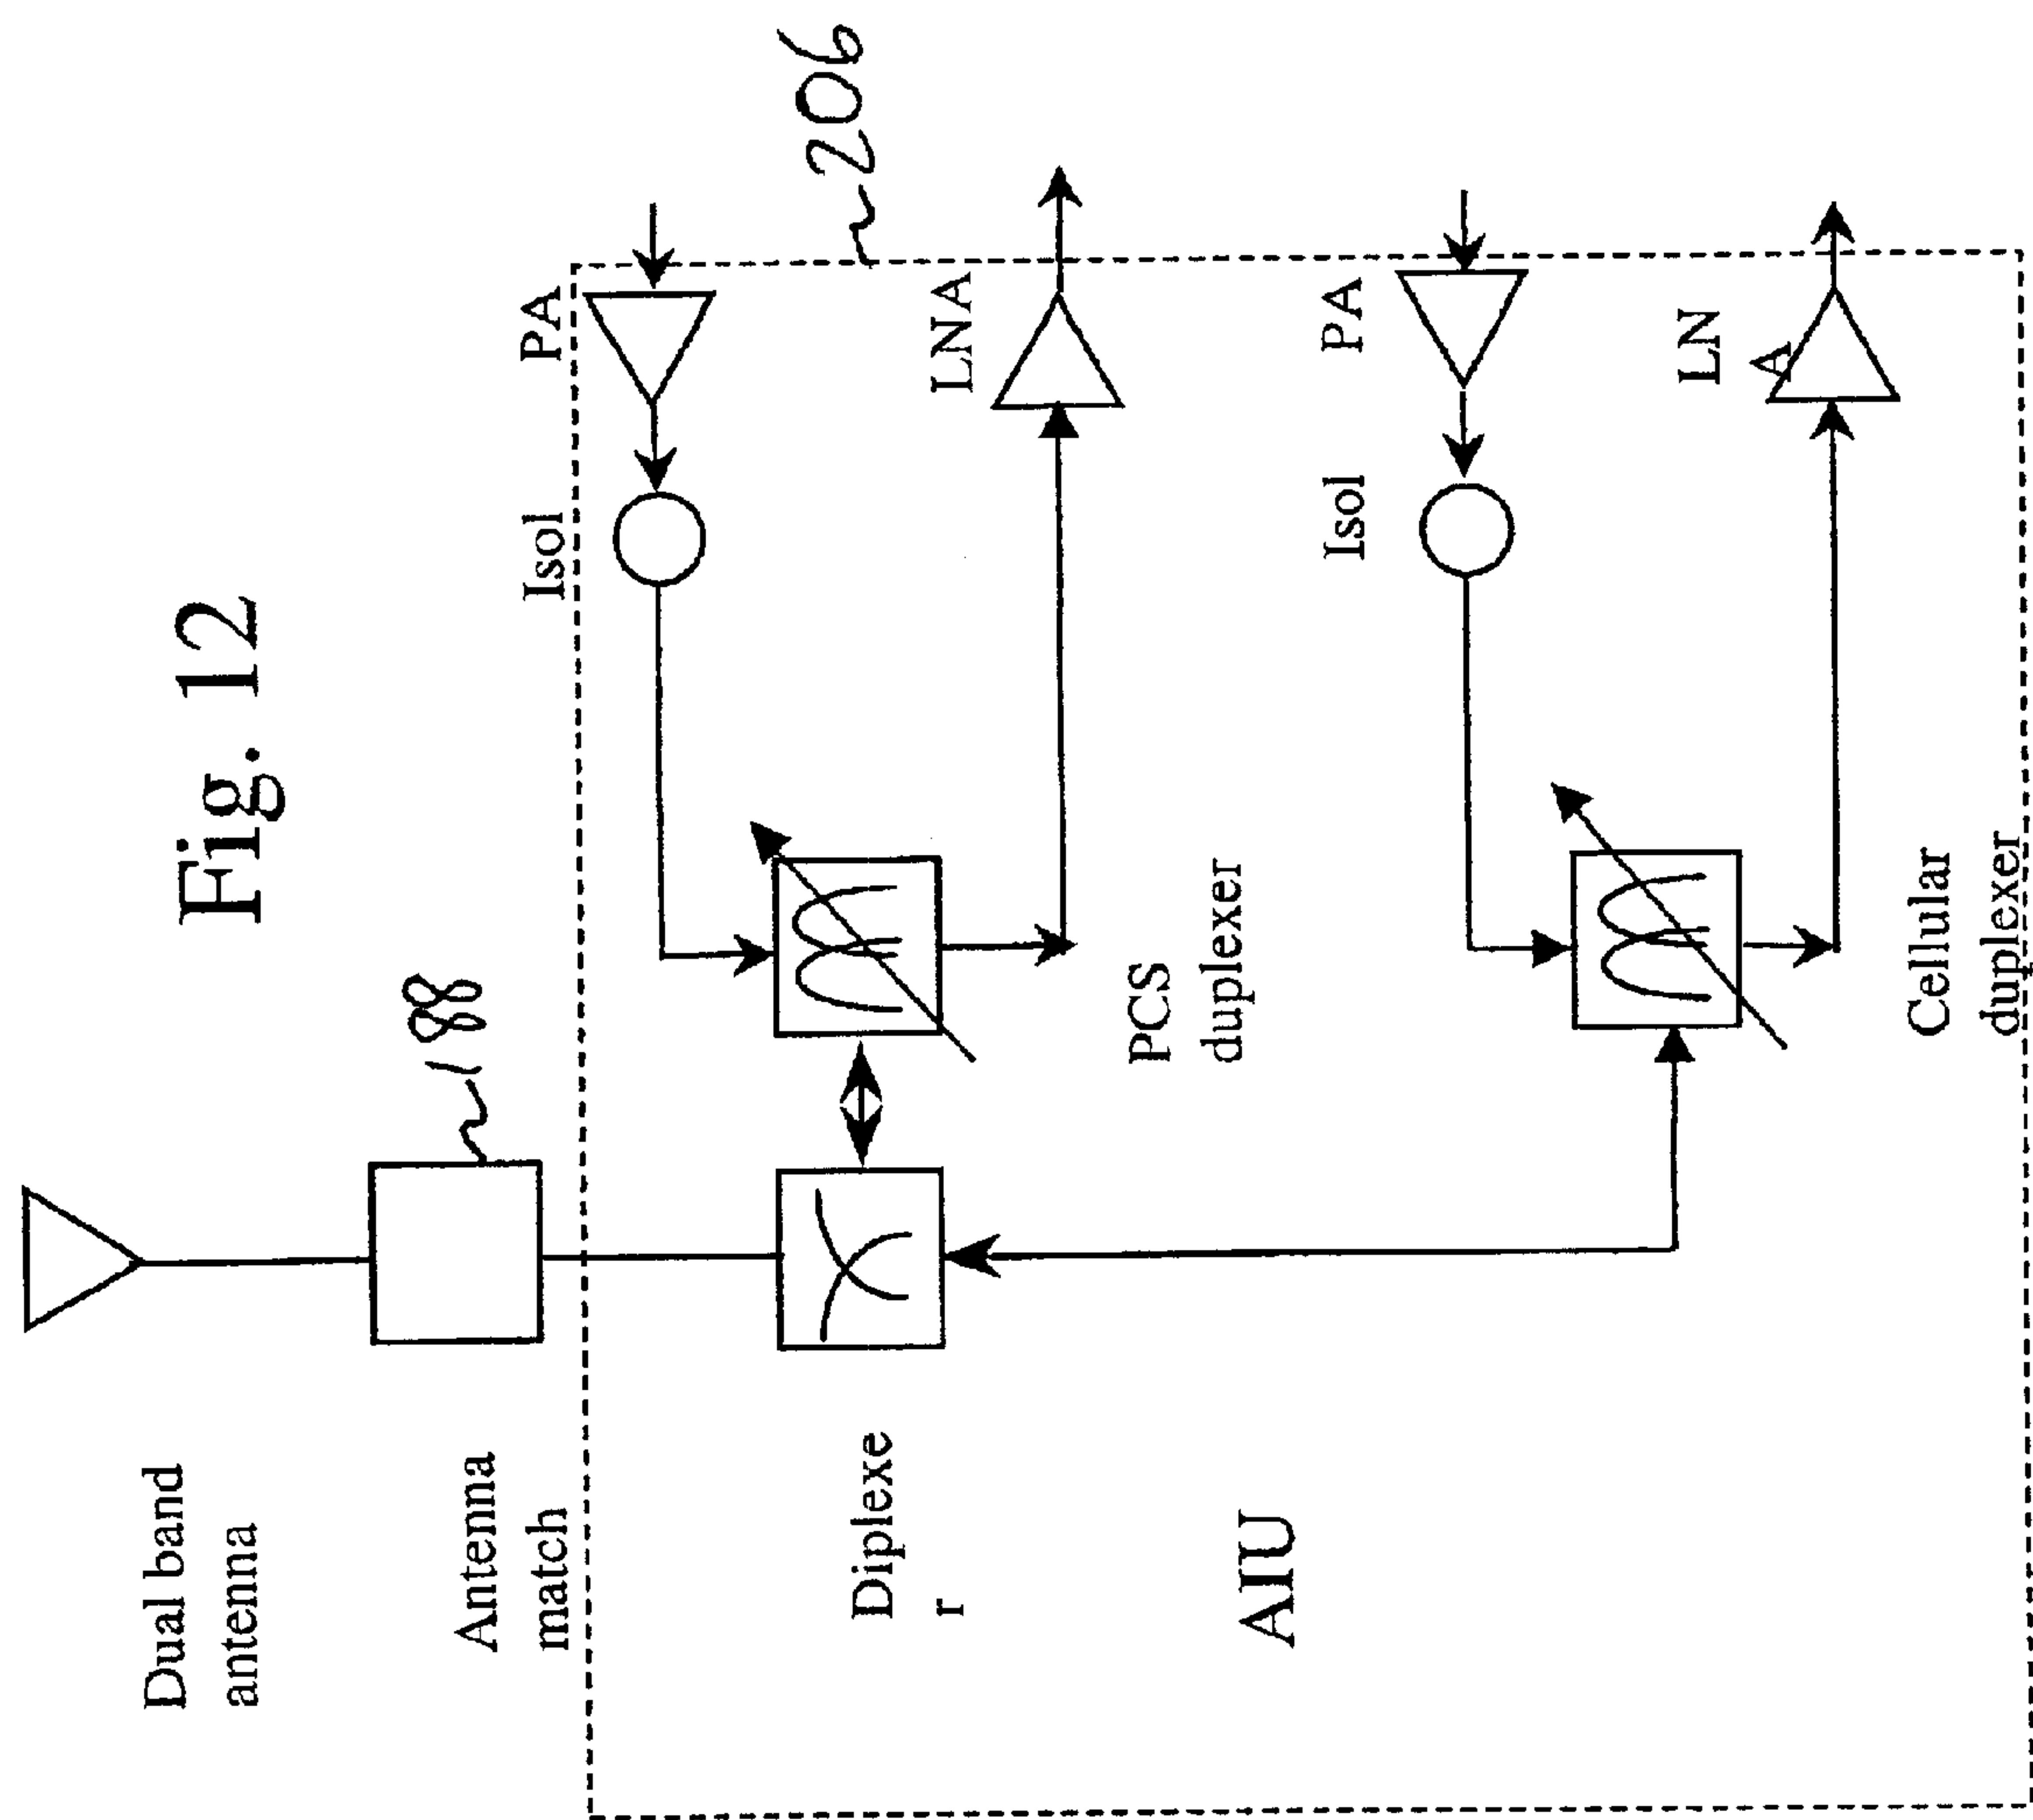 Fig. 12
Dual band
antenna
Antenna
match
188
Isol
PA
206
Diplexe
r
PCS
duplexer
LNA
AIU
Isol
PA
LN
A
Cellular
duplexer